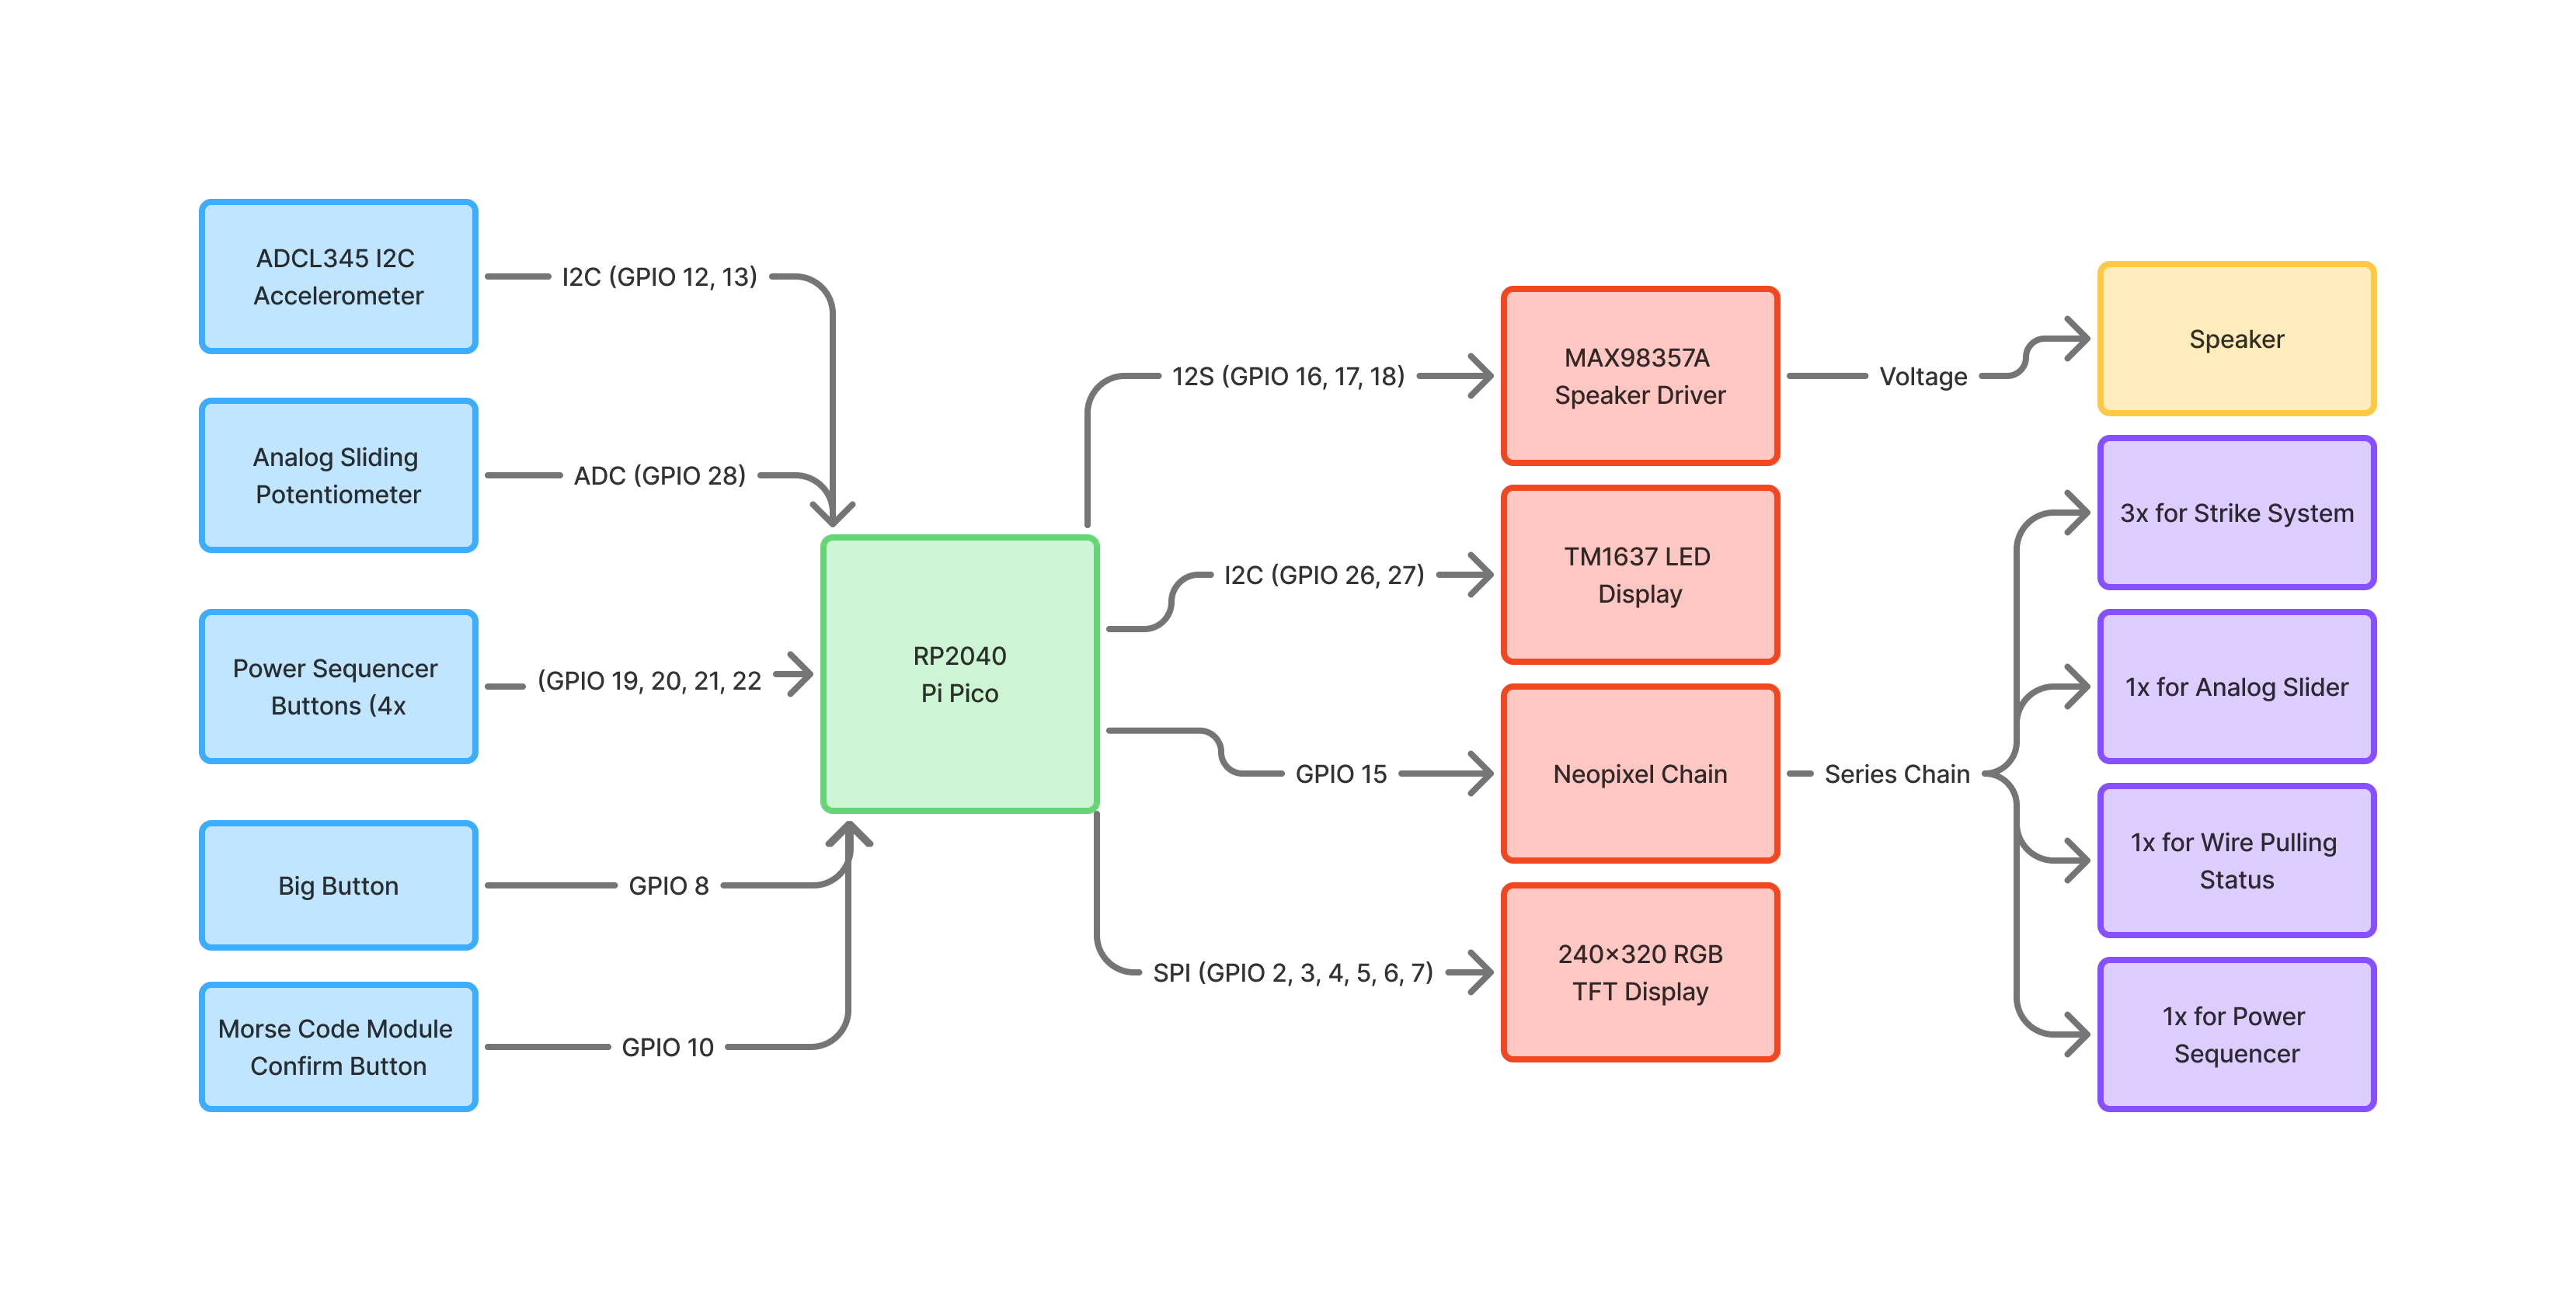 ADCL345 I2C
Accelerometer
I2C (GPIO 12, 13)
Analog Sliding
Potentiometer
ADC (GPIO 28)
Power Sequencer
Buttons (4x
(GPIO 19, 20, 21, 22
Big Button
GPIO 8
Morse Code Module
Confirm Button
GPIO 10
RP2040
Pi Pico
12S (GPIO 16, 17, 18)
MAX98357A
Speaker Driver
Voltage
Speaker
I2C (GPIO 26, 27)
TM1637 LED
Display
GPIO 15
Neopixel Chain
Series Chain
3x for Strike System
1x for Analog Slider
1x for Wire Pulling
Status
1x for Power
Sequencer
SPI (GPIO 2, 3, 4, 5, 6, 7)
240×320 RGB
TFT Display